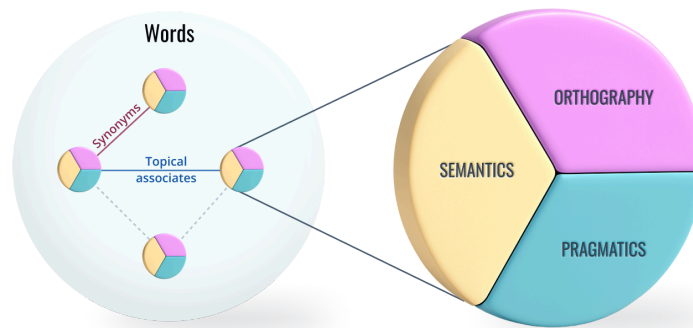 Words
Synonyms
Topical
associates
ORTHOGRAPHY
SEMANTICS
PRAGMATICS